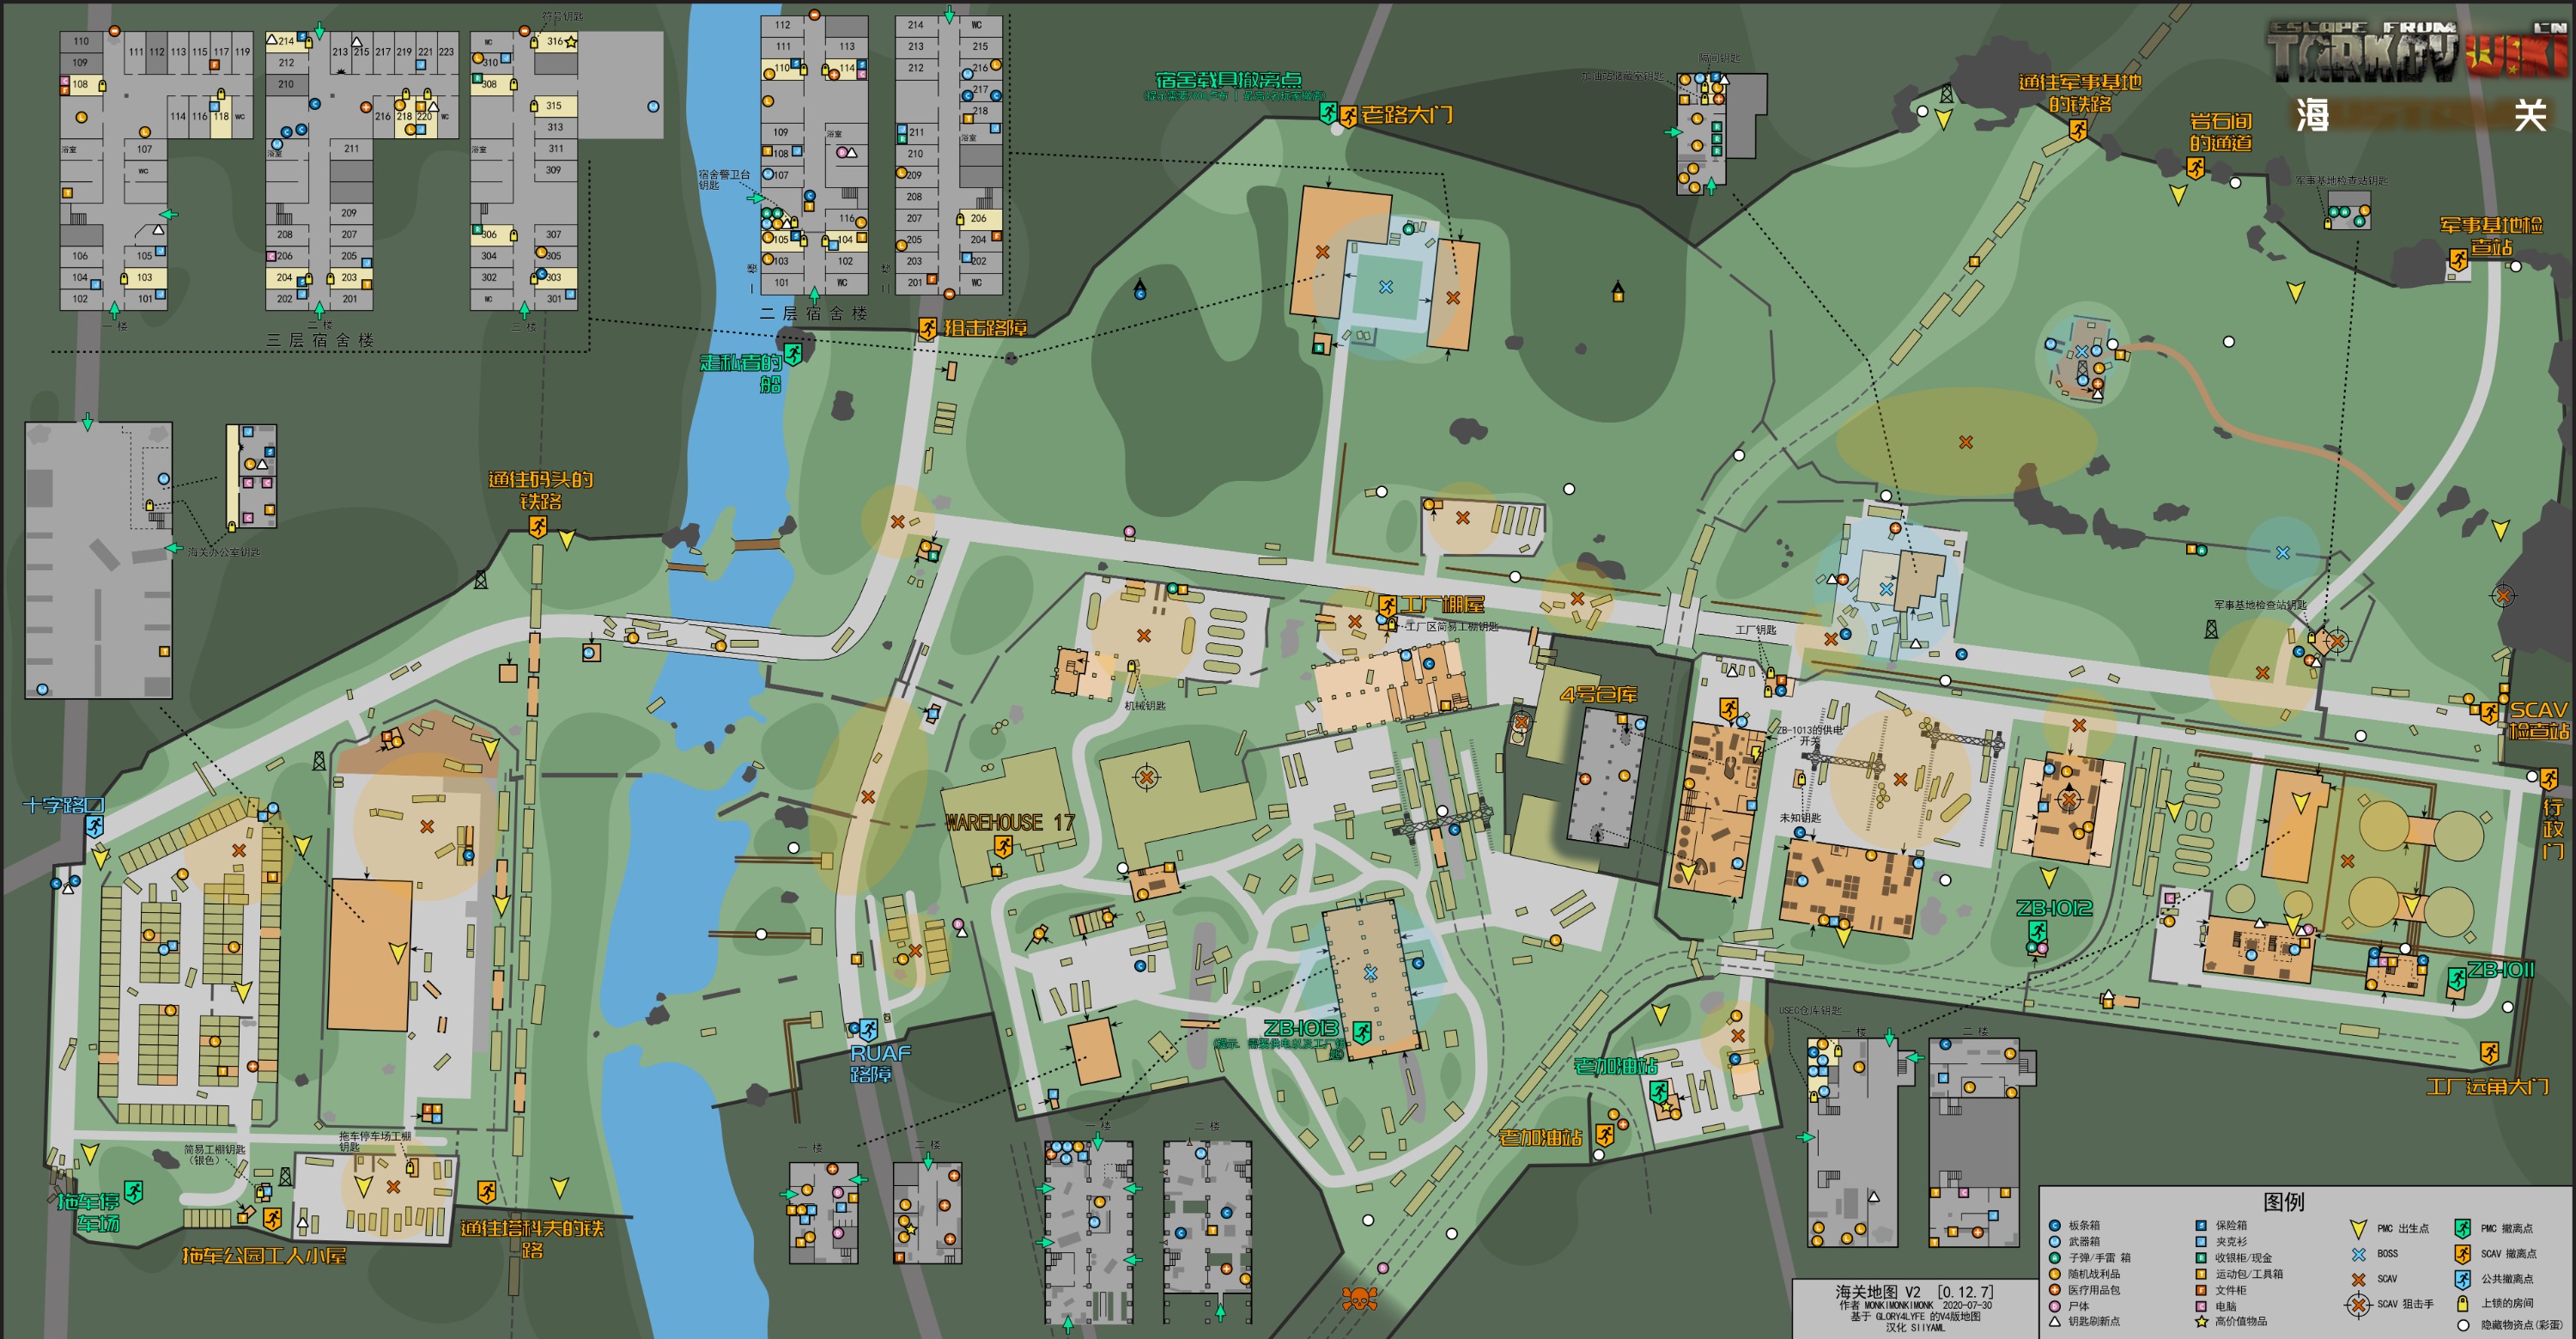 ESCAPE FROM
TARKOV WIKI CN
海 关
符号钥匙
110
109
108
111
112
113
115
117
119
114
116
118
WC
浴室
107
WC
106
105
104
103
102
101
一楼
214
212
210
213
215
217
219
221
223
216
218
220
WC
浴室
211
209
208
207
206
205
204
203
202
201
二楼
三层宿舍楼
WC
310
308
316
315
313
浴室
311
309
306
307
304
305
302
303
WC
301
三楼
112
111
113
110
114
109
浴室
108
107
宿舍警卫台
钥匙
116
105
104
103
102
101
WC
二层宿舍楼
214
WC
213
215
212
216
217
218
211
浴室
210
209
208
207
206
205
204
203
202
201
WC
宿舍载具撤离点
老路大门
隔间钥匙
加油站储藏室钥匙
通往军事基地
的铁路
岩石间
的通道
军事基地检查站钥匙
军事基地检
查站
狙击路障
走私者的
船
通往码头的
铁路
海关办公室钥匙
工厂棚屋
工厂区简易工棚钥匙
工厂钥匙
军事基地检查站钥匙
机械钥匙
4号仓库
ZB-1013的供电
开关
SCAV
检查站
未知钥匙
行政门
十字路口
WAREHOUSE 17
ZB-1012
ZB-1011
ZB-1013
RUAF
路障
USEC仓库钥匙
一楼
二楼
老加油站
工厂远角大门
老加油站
一楼
二楼
一楼
二楼
拖车停车场工棚
钥匙
简易工棚钥匙
(银色)
拖车停
车场
拖车公园工人小屋
通往塔科夫的铁
路
海关地图 V2 [0.12.7]
作者 MONKIMONKIMONK 2020-07-30
基于 GLORY4LYFE 的V4版地图
汉化 SIIYAML
图例
板条箱
武器箱
子弹/手雷 箱
随机战利品
医疗用品包
尸体
钥匙刷新点
保险箱
夹克衫
收银柜/现金
运动包/工具箱
文件柜
电脑
高价值物品
PMC 出生点
BOSS
SCAV
SCAV 狙击手
PMC 撤离点
SCAV 撤离点
公共撤离点
上锁的房间
隐藏物资点(彩蛋)